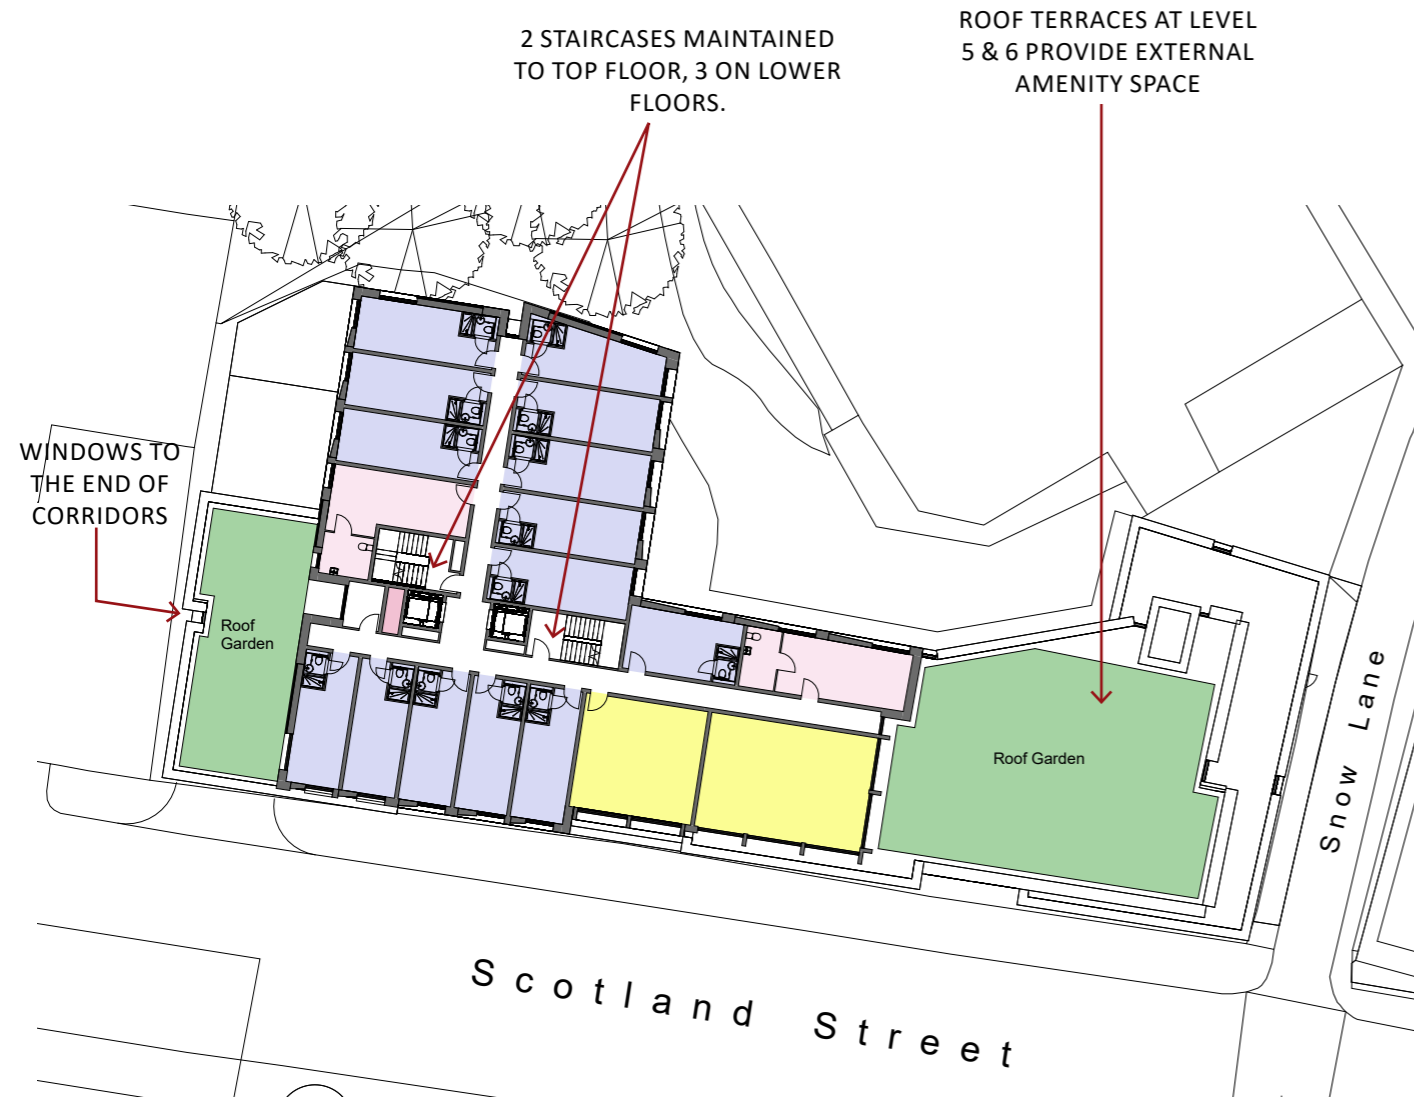 2 STAIRCASES MAINTAINED
TO TOP FLOOR, 3 ON LOWER
FLOORS.
ROOF TERRACES AT LEVEL
5 & 6 PROVIDE EXTERNAL
AMENITY SPACE
WINDOWS TO
THE END OF
CORRIDORS
Roof
Garden
Roof Garden
Snow Lane
Scotland Street